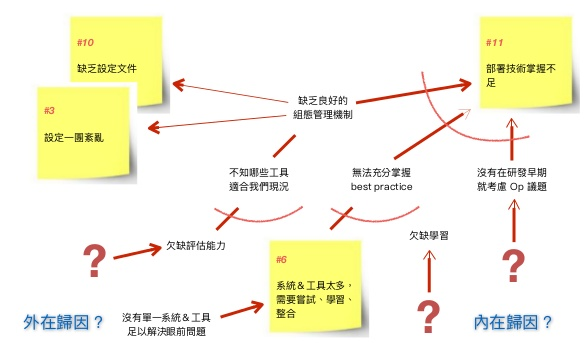 #10
缺乏設定文件
#3
設定一團紊亂
缺乏良好的
組態管理機制
#11
部署技術掌握不
足
不知哪些工具
適合我們現況
無法充分掌握
best practice
沒有在研發早期
就考慮 Op 議題
?
欠缺評估能力
#6
系統＆工具太多，
需要嘗試、學習、
整合
欠缺學習
?
?
外在歸因？
沒有單一系統＆工具
足以解決眼前問題
內在歸因？